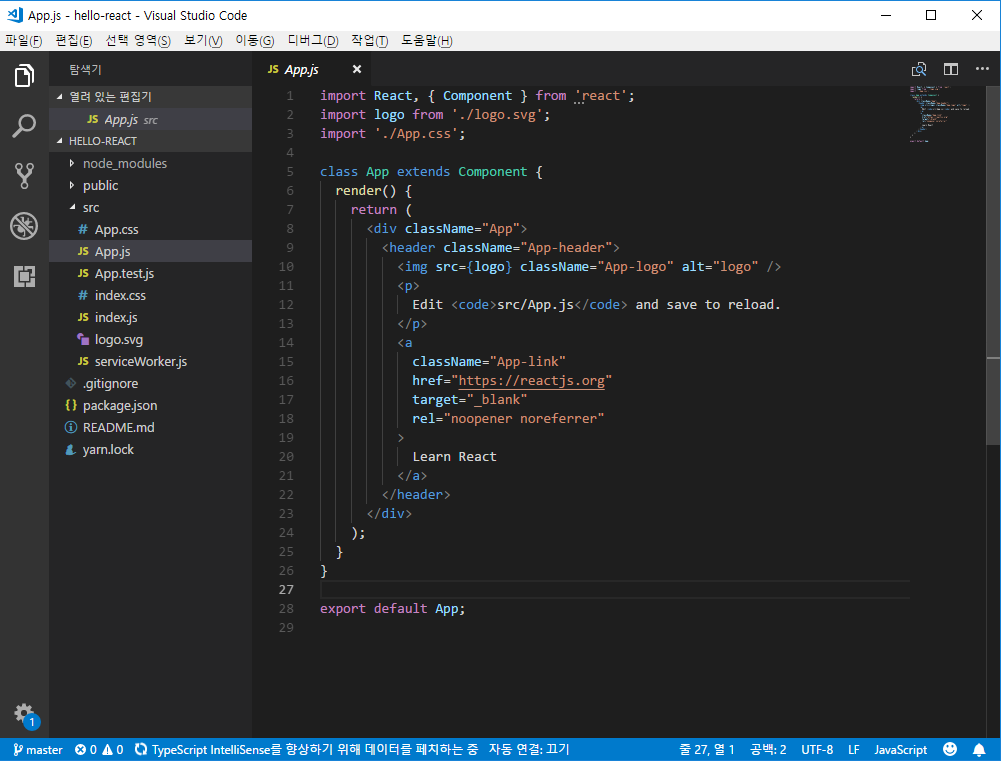 App.js - hello-react - Visual Studio Code
파일(F) 편집(E) 선택 영역(S) 보기(V) 이동(G) 디버그(D) 작업(T) 도움말(H)
탐색기
열려 있는 편집기
JS App.js src
HELLO-REACT
node_modules
public
src
# App.css
JS App.js
JS App.test.js
# index.css
JS index.js
logo.svg
JS serviceWorker.js
.gitignore
{} package.json
README.md
yarn.lock
1
JS App.js
1 import React, { Component } from 'react';
2 import logo from './logo.svg';
3 import './App.css';
4
5 class App extends Component {
6 render() {
7 return (
8 <div className="App">
9 <header className="App-header">
10 <img src={logo} className="App-logo" alt="logo" />
11 <p>
12 Edit <code>src/App.js</code> and save to reload.
13 </p>
14 <a
15 className="App-link"
16 href="https://reactjs.org"
17 target="_blank"
18 rel="noopener noreferrer"
19 >
20 Learn React
21 </a>
22 </header>
23 </div>
24 );
25 }
26 }
27
28 export default App;
29
master 0 0 TypeScript IntelliSense를 향상하기 위해 데이터를 페치하는 중 자동 연결: 끄기 줄 27, 열 1 공백: 2 UTF-8 LF JavaScript